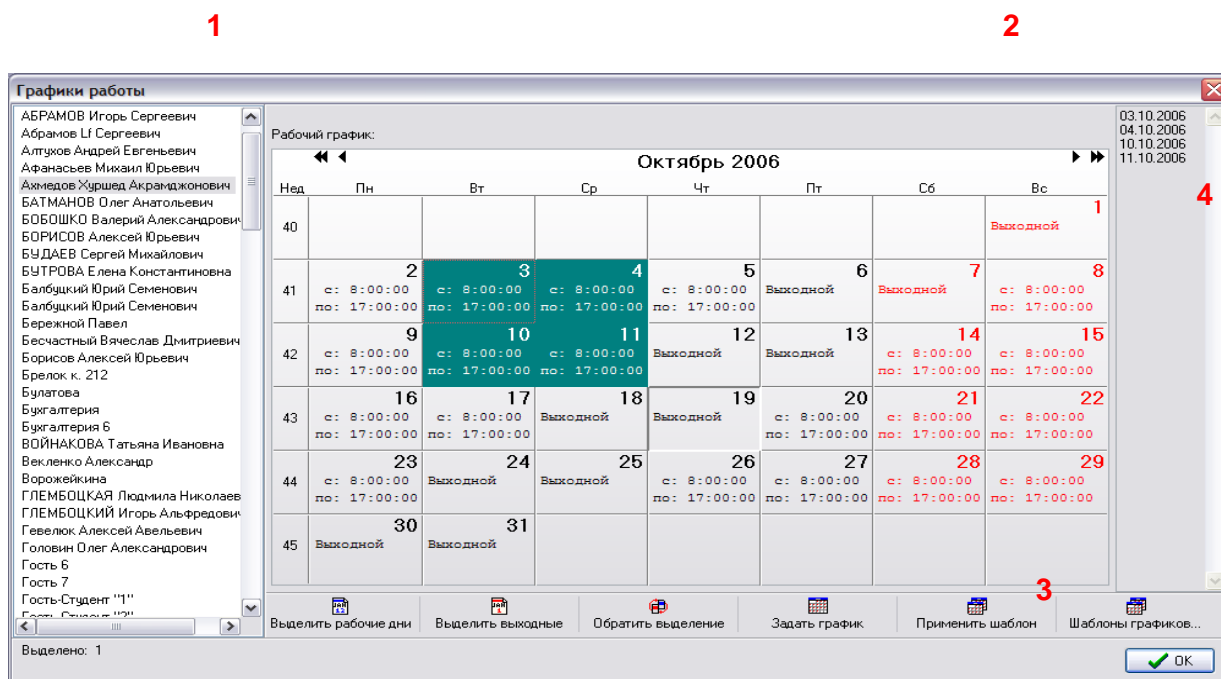 1
2
Графики работы
АБРАМОВ Игорь Сергеевич
Абрамов Lf Сергеевич
Алтухов Андрей Евгеньевич
Афанасьев Михаил Юрьевич
Ахмедов Хуршед Акрамджонович
БАТМАНОВ Олег Анатольевич
БОБОШКО Валерий Александрович
БОРИСОВ Алексей Юрьевич
БУДАЕВ Сергей Михайлович
БУТРОВА Елена Константиновна
Балбуцкий Юрий Семенович
Балбуцкий Юрий Семенович
Бережной Павел
Бесчастный Вячеслав Дмитриевич
Борисов Алексей Юрьевич
Брелок к. 212
Булатова
Бухгалтерия
Бухгалтерия 6
ВОЙНАКОВА Татьяна Ивановна
Векленко Александр
Ворожейкина
ГЛЕМБОЦКАЯ Людмила Николаев
ГЛЕМБОЦКИЙ Игорь Альфредович
Гевелюк Алексей Авельевич
Головин Олег Александрович
Гость 6
Гость 7
Гость-Студент "1"
Гость-Студент "2"
Рабочий график:
Октябрь 2006
Нед Пн Вт Ср Чт Пт Сб Вс
1
40 Выходной
2 3 4 5 6 7 8
41 с: 8:00:00 с: 8:00:00 с: 8:00:00 с: 8:00:00 Выходной Выходной с: 8:00:00
по: 17:00:00 по: 17:00:00 по: 17:00:00 по: 17:00:00 по: 17:00:00
9 10 11 12 13 14 15
42 с: 8:00:00 с: 8:00:00 с: 8:00:00 Выходной Выходной с: 8:00:00 с: 8:00:00
по: 17:00:00 по: 17:00:00 по: 17:00:00 по: 17:00:00 по: 17:00:00
16 17 18 19 20 21 22
43 с: 8:00:00 с: 8:00:00 Выходной Выходной с: 8:00:00 с: 8:00:00 с: 8:00:00
по: 17:00:00 по: 17:00:00 по: 17:00:00 по: 17:00:00 по: 17:00:00
23 24 25 26 27 28 29
44 с: 8:00:00 Выходной Выходной с: 8:00:00 с: 8:00:00 с: 8:00:00 с: 8:00:00
по: 17:00:00 по: 17:00:00 по: 17:00:00 по: 17:00:00 по: 17:00:00
30 31
45 Выходной Выходной
03.10.2006
04.10.2006
10.10.2006
11.10.2006
4
3
Выделить рабочие дни Выделить выходные Обратить выделение Задать график Применить шаблон Шаблоны графиков...
Выделено: 1
OK